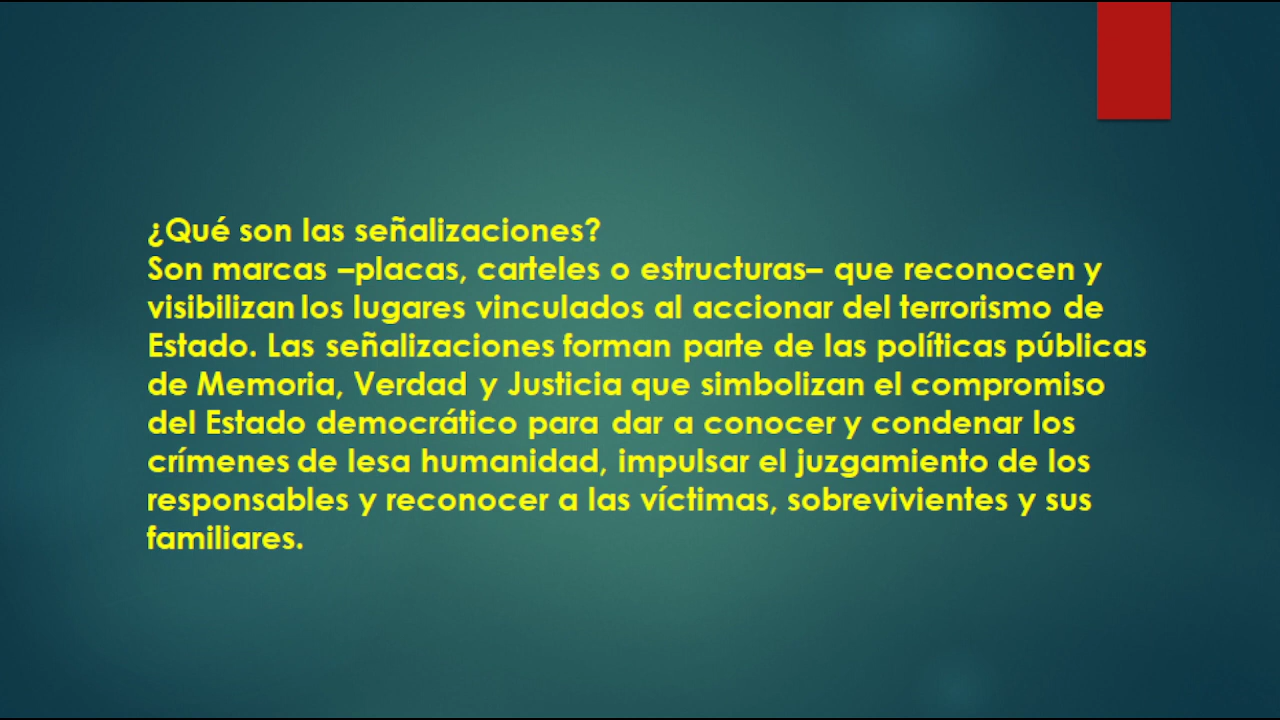 ¿Qué son las señalizaciones?
Son marcas –placas, carteles o estructuras– que reconocen y
visibilizan los lugares vinculados al accionar del terrorismo de
Estado. Las señalizaciones forman parte de las políticas públicas
de Memoria, Verdad y Justicia que simbolizan el compromiso
del Estado democrático para dar a conocer y condenar los
crímenes de lesa humanidad, impulsar el juzgamiento de los
responsables y reconocer a las víctimas, sobrevivientes y sus
familiares.